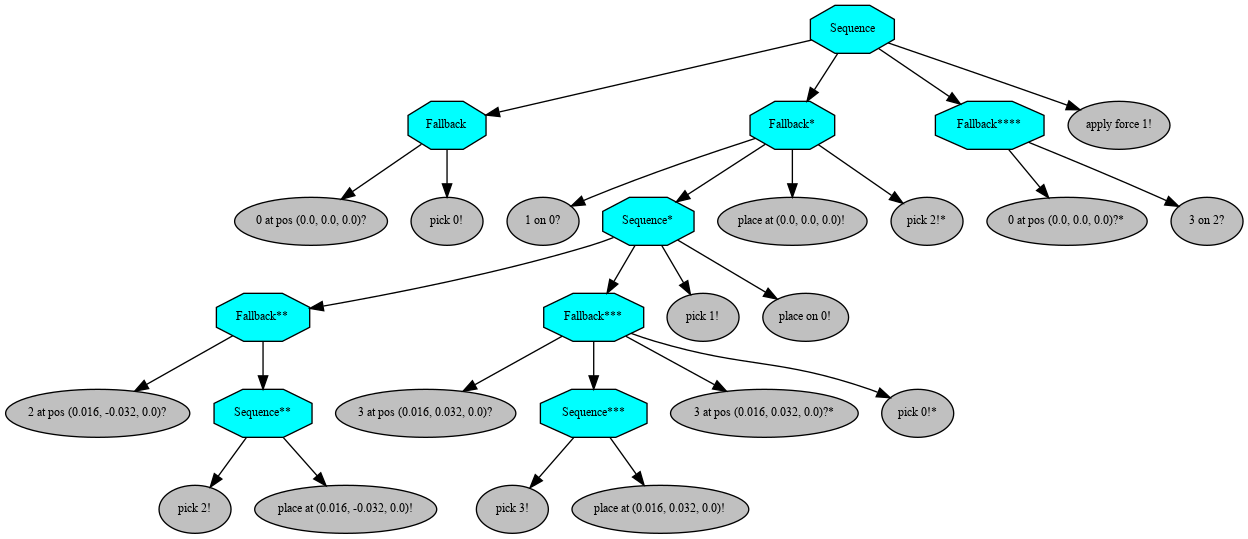 Sequence
Fallback
Fallback*
Fallback****
apply force 1!
0 at pos (0.0, 0.0, 0.0)?
pick 0!
1 on 0?
Sequence*
place at (0.0, 0.0, 0.0)!
pick 2!*
0 at pos (0.0, 0.0, 0.0)?*
3 on 2?
Fallback**
Fallback***
pick 1!
place on 0!
2 at pos (0.016, -0.032, 0.0)?
Sequence**
3 at pos (0.016, 0.032, 0.0)?
Sequence***
3 at pos (0.016, 0.032, 0.0)?*
pick 0!*
pick 2!
place at (0.016, -0.032, 0.0)!
pick 3!
place at (0.016, 0.032, 0.0)!